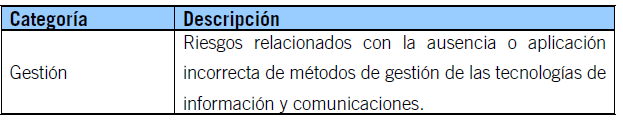 Categoría Descripción
Riesgos relacionados con la ausencia o aplicación
Gestión incorrecta de métodos de gestión de las tecnologías de
información y comunicaciones.